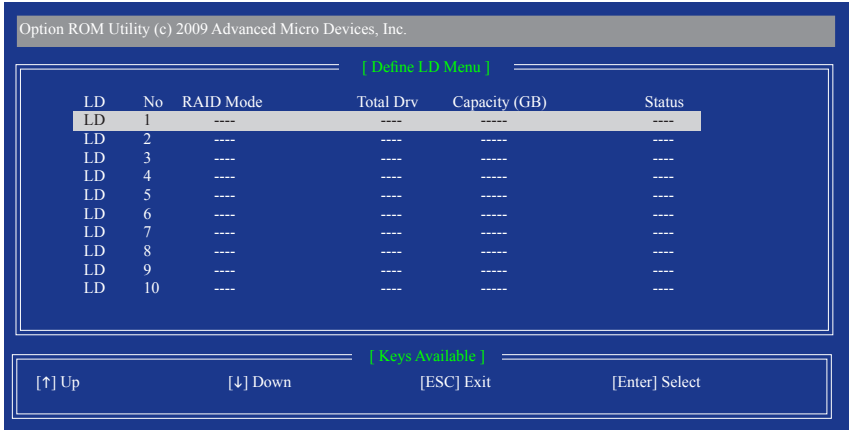 Option ROM Utility (c) 2009 Advanced Micro Devices, Inc.
[ Define LD Menu ]
LD No RAID Mode Total Drv Capacity (GB) Status
LD 1 ---- ---- ----- ----
LD 2 ---- ---- ----- ----
LD 3 ---- ---- ----- ----
LD 4 ---- ---- ----- ----
LD 5 ---- ---- ----- ----
LD 6 ---- ---- ----- ----
LD 7 ---- ---- ----- ----
LD 8 ---- ---- ----- ----
LD 9 ---- ---- ----- ----
LD 10 ---- ---- ----- ----
[ Keys Available ]
[↑] Up [↓] Down [ESC] Exit [Enter] Select